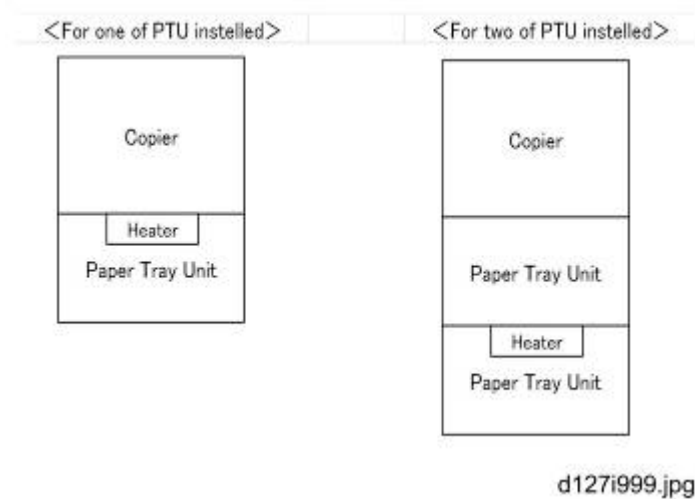 <For one of PTU instelled>
Copier
Heater
Paper Tray Unit
<For two of PTU instelled>
Copier
Paper Tray Unit
Heater
Paper Tray Unit
d127i999.jpg